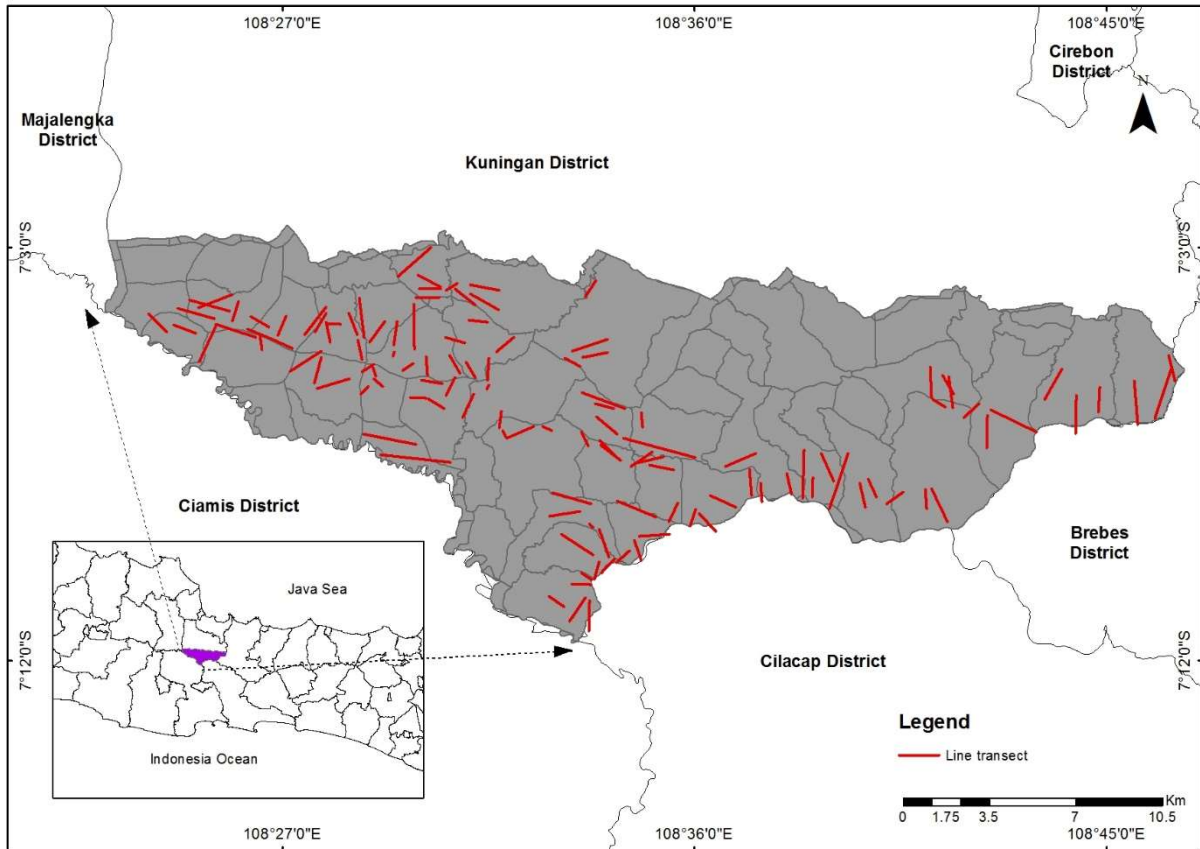 108°27'0"E
108°36'0"E
108°45'0"E
Cirebon
District
N
Majalengka
District
Kuningan District
7°3'0"S
7°3'0"S
Ciamis District
Brebes
District
Java Sea
Indonesia Ocean
Cilacap District
7°12'0"S
7°12'0"S
Legend
Line transect
Km
0 1.75 3.5 7 10.5
108°27'0"E
108°36'0"E
108°45'0"E